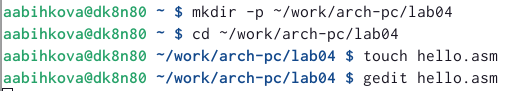 aabihkova@dk8n80 ~ $ mkdir -p ~/work/arch-pc/lab04
aabihkova@dk8n80 ~ $ cd ~/work/arch-pc/lab04
aabihkova@dk8n80 ~/work/arch-pc/lab04 $ touch hello.asm
aabihkova@dk8n80 ~/work/arch-pc/lab04 $ gedit hello.asm